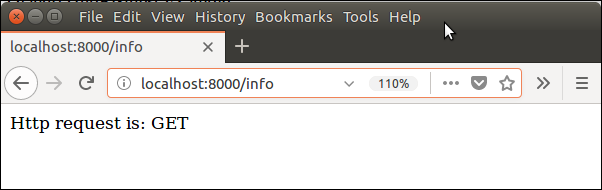 File Edit View History Bookmarks Tools Help
localhost:8000/info
localhost:8000/info 110%
Http request is: GET